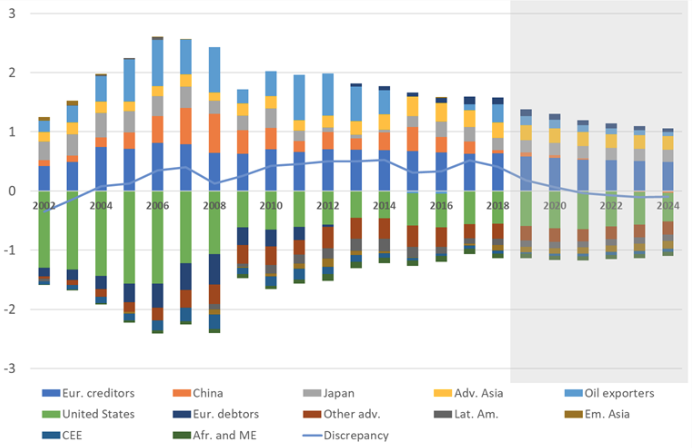 3
2
1
0
2002 2004 2006 2008 2010 2012 2014 2016 2018 2020 2022 2024
-1
-2
-3
Eur. creditors China Japan Adv. Asia Oil exporters
United States Eur. debtors Other adv. Lat. Am. Em. Asia
CEE Afr. and ME Discrepancy